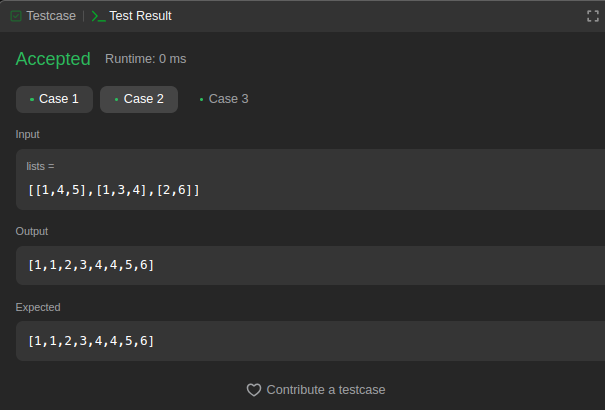 Testcase | Test Result
Accepted Runtime: 0 ms
• Case 1 • Case 2 • Case 3
Input
lists =
[[1,4,5],[1,3,4],[2,6]]
Output
[1,1,2,3,4,4,5,6]
Expected
[1,1,2,3,4,4,5,6]
Contribute a testcase